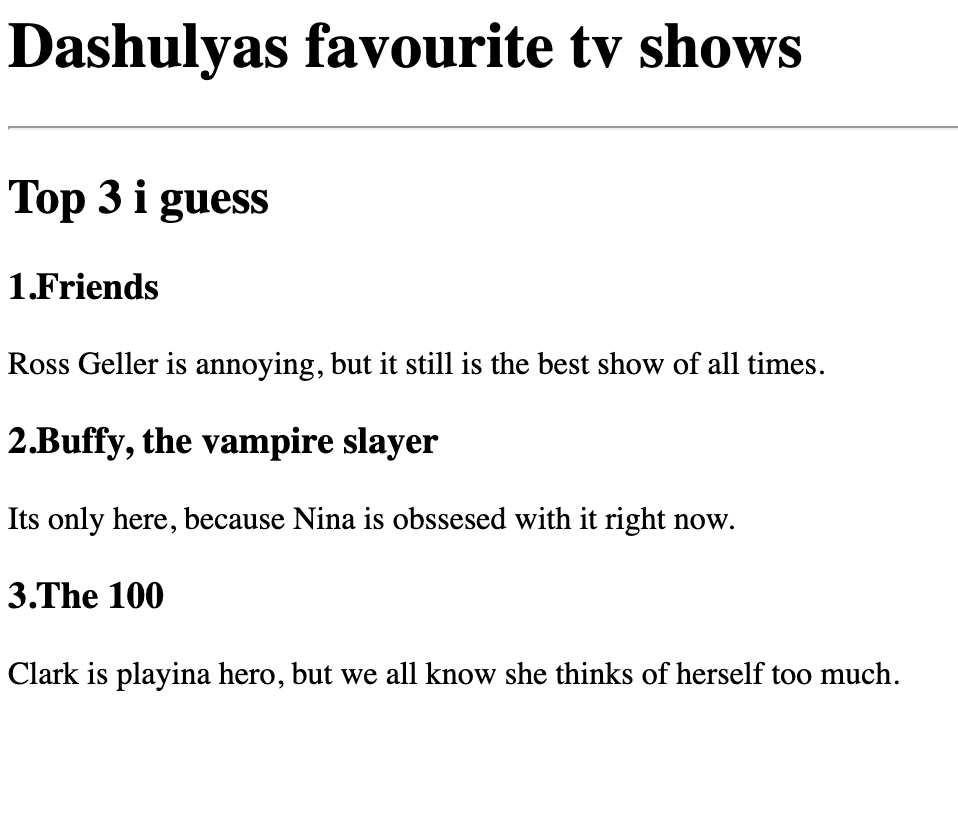 Dashulyas favourite tv shows
Top 3 i guess
1.Friends
Ross Geller is annoying, but it still is the best show of all times.
2.Buffy, the vampire slayer
Its only here, because Nina is obssesed with it right now.
3.The 100
Clark is playina hero, but we all know she thinks of herself too much.